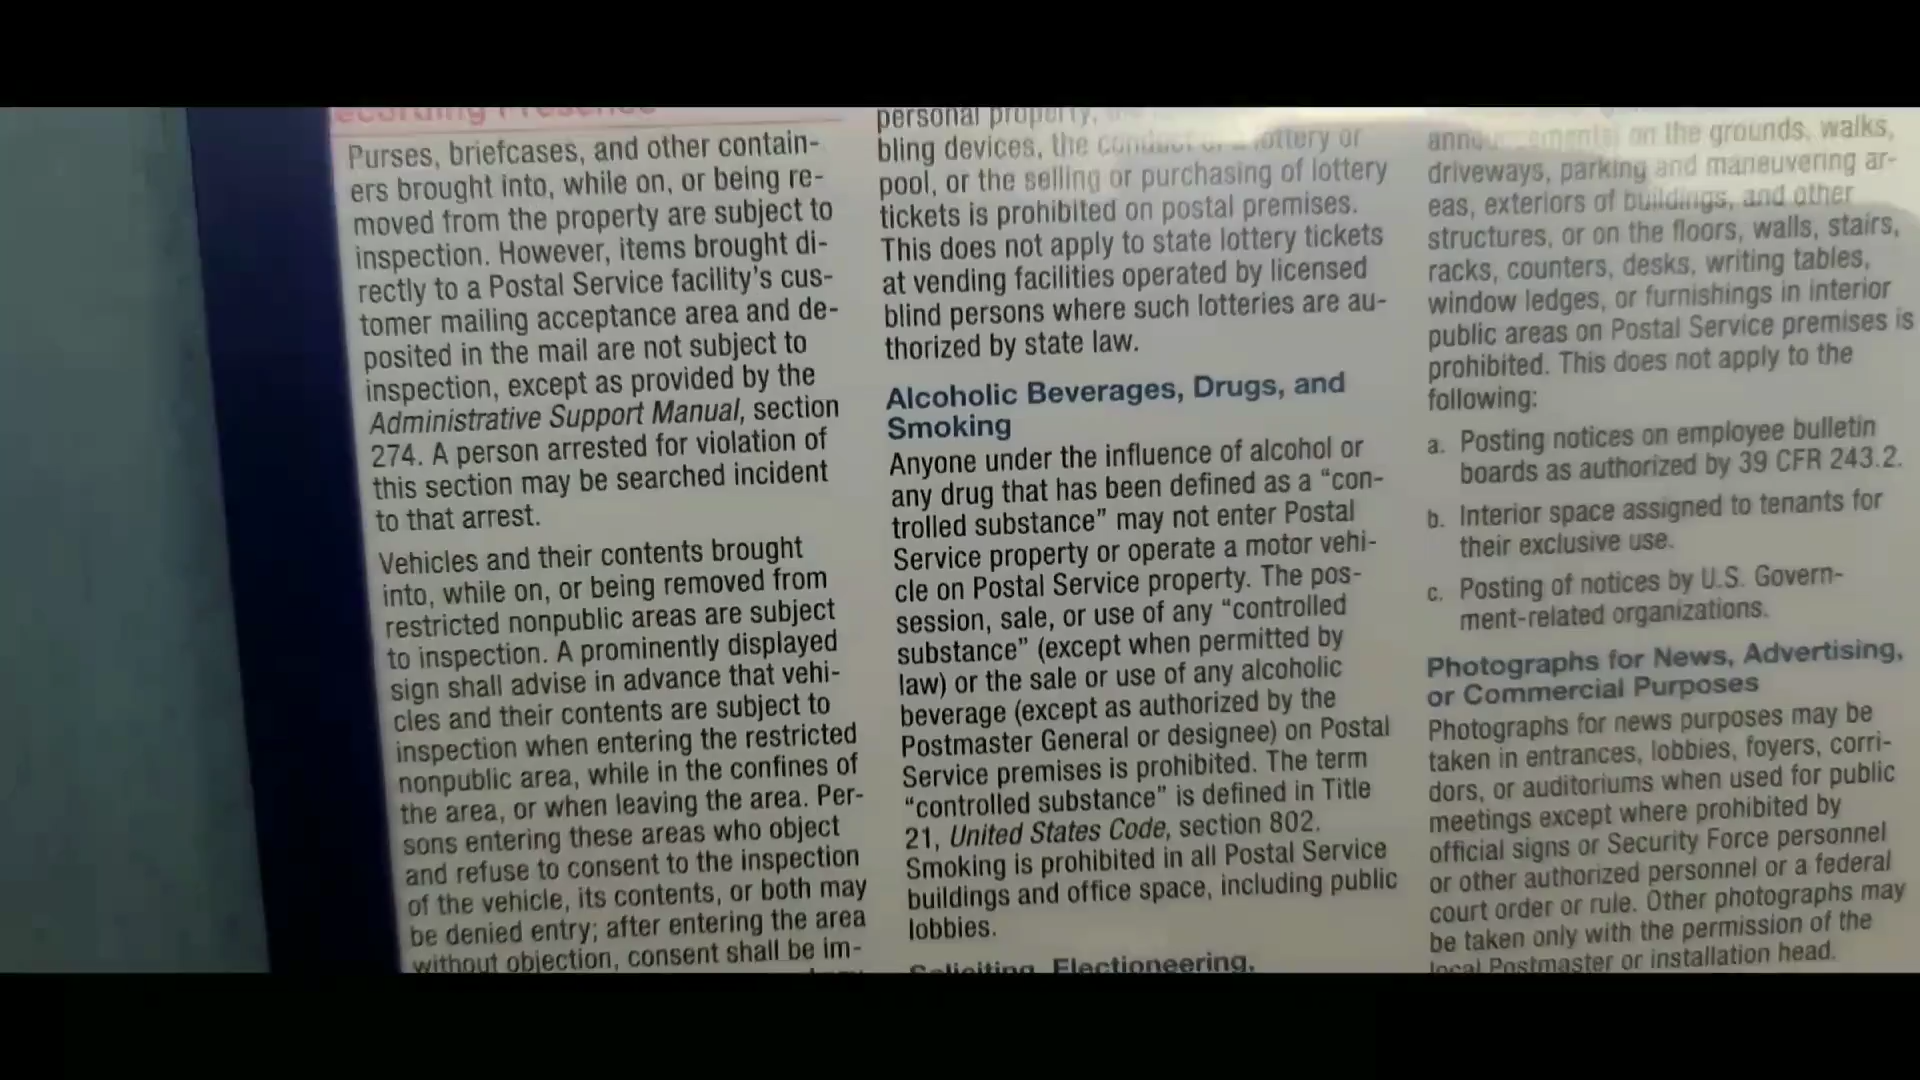 ecording Presence
Purses, briefcases, and other contain-
ers brought into, while on, or being re-
moved from the property are subject to
inspection. However, items brought di-
rectly to a Postal Service facility's cus-
tomer mailing acceptance area and de-
posited in the mail are not subject to
inspection, except as provided by the
Administrative Support Manual, section
274. A person arrested for violation of
this section may be searched incident
to that arrest.
Vehicles and their contents brought
into, while on, or being removed from
restricted nonpublic areas are subject
to inspection. A prominently displayed
sign shall advise in advance that vehi-
cles and their contents are subject to
inspection when entering the restricted
nonpublic area, while in the confines of
the area, or when leaving the area. Per-
sons entering these areas who object
and refuse to consent to the inspection
of the vehicle, its contents, or both may
be denied entry; after entering the area
without objection, consent shall be im-
personal property,
bling devices, the conduct of a lottery or
pool, or the selling or purchasing of lottery
tickets is prohibited on postal premises.
This does not apply to state lottery tickets
at vending facilities operated by licensed
blind persons where such lotteries are au-
thorized by state law.
Alcoholic Beverages, Drugs, and
Smoking
Anyone under the influence of alcohol or
any drug that has been defined as a “con-
trolled substance” may not enter Postal
Service property or operate a motor vehi-
cle on Postal Service property. The pos-
session, sale, or use of any “controlled
substance” (except when permitted by
law) or the sale or use of any alcoholic
beverage (except as authorized by the
Postmaster General or designee) on Postal
Service premises is prohibited. The term
“controlled substance” is defined in Title
21, United States Code, section 802.
Smoking is prohibited in all Postal Service
buildings and office space, including public
lobbies.
Soliciting, Electioneering,
on the grounds, walks,
driveways, parking and maneuvering ar-
eas, exteriors of buildings, and other
structures, or on the floors, walls, stairs,
racks, counters, desks, writing tables,
window ledges, or furnishings in interior
public areas on Postal Service premises is
prohibited. This does not apply to the
following:
a. Posting notices on employee bulletin
boards as authorized by 39 CFR 243.2.
b. Interior space assigned to tenants for
their exclusive use.
c. Posting of notices by U.S. Govern-
ment-related organizations.
Photographs for News, Advertising,
or Commercial Purposes
Photographs for news purposes may be
taken in entrances, lobbies, foyers, corri-
dors, or auditoriums when used for public
meetings except where prohibited by
official signs or Security Force personnel
or other authorized personnel or a federal
court order or rule. Other photographs may
be taken only with the permission of the
local Postmaster or installation head.